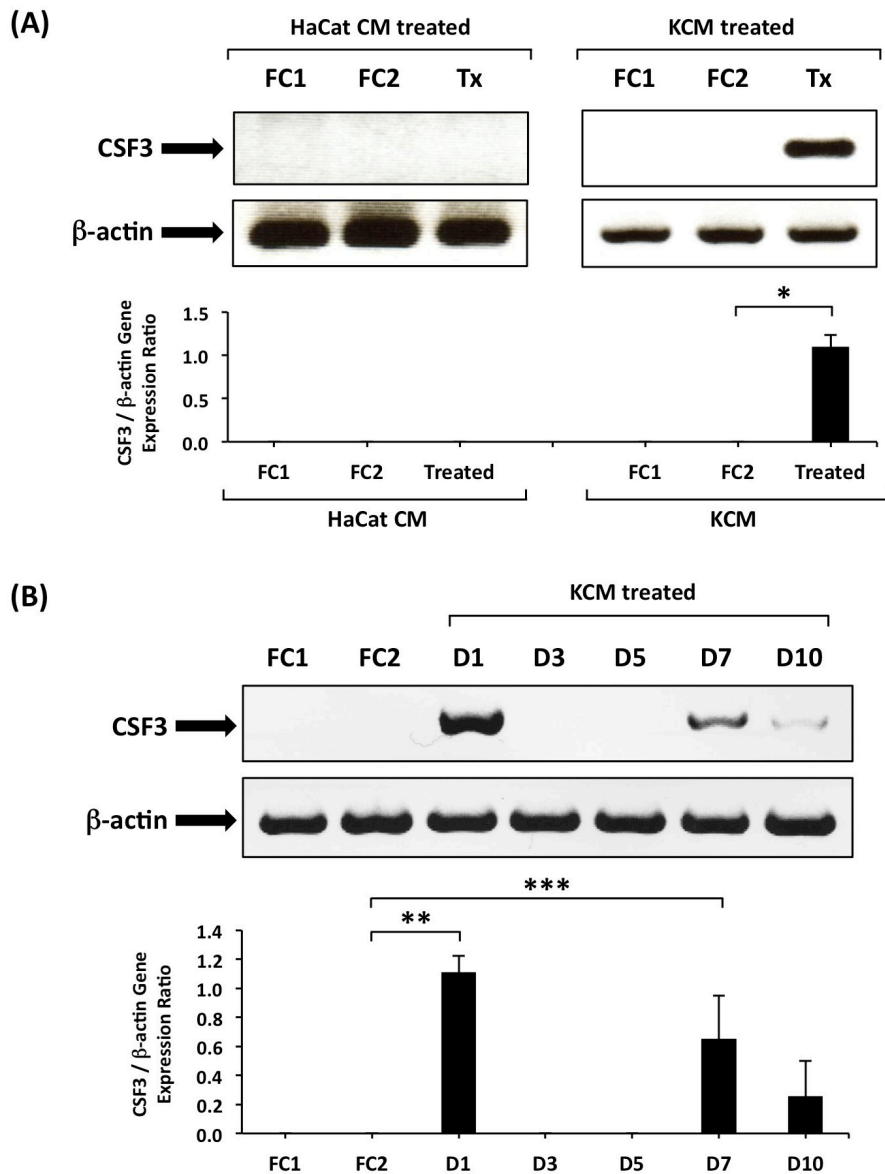 (A)
HaCat CM treated
KCM treated
FC1 FC2 Tx
FC1 FC2 Tx
CSF3
β-actin
CSF3 / β-actin Gene
Expression Ratio
1.5
1.0
0.5
0.0
*
FC1 FC2 Treated
FC1 FC2 Treated
HaCat CM
KCM
(B)
KCM treated
FC1 FC2 D1 D3 D5 D7 D10
CSF3
β-actin
***
**
CSF3 / β-actin Gene
Expression Ratio
1.4
1.2
1.0
0.8
0.6
0.4
0.2
0.0
FC1 FC2 D1 D3 D5 D7 D10